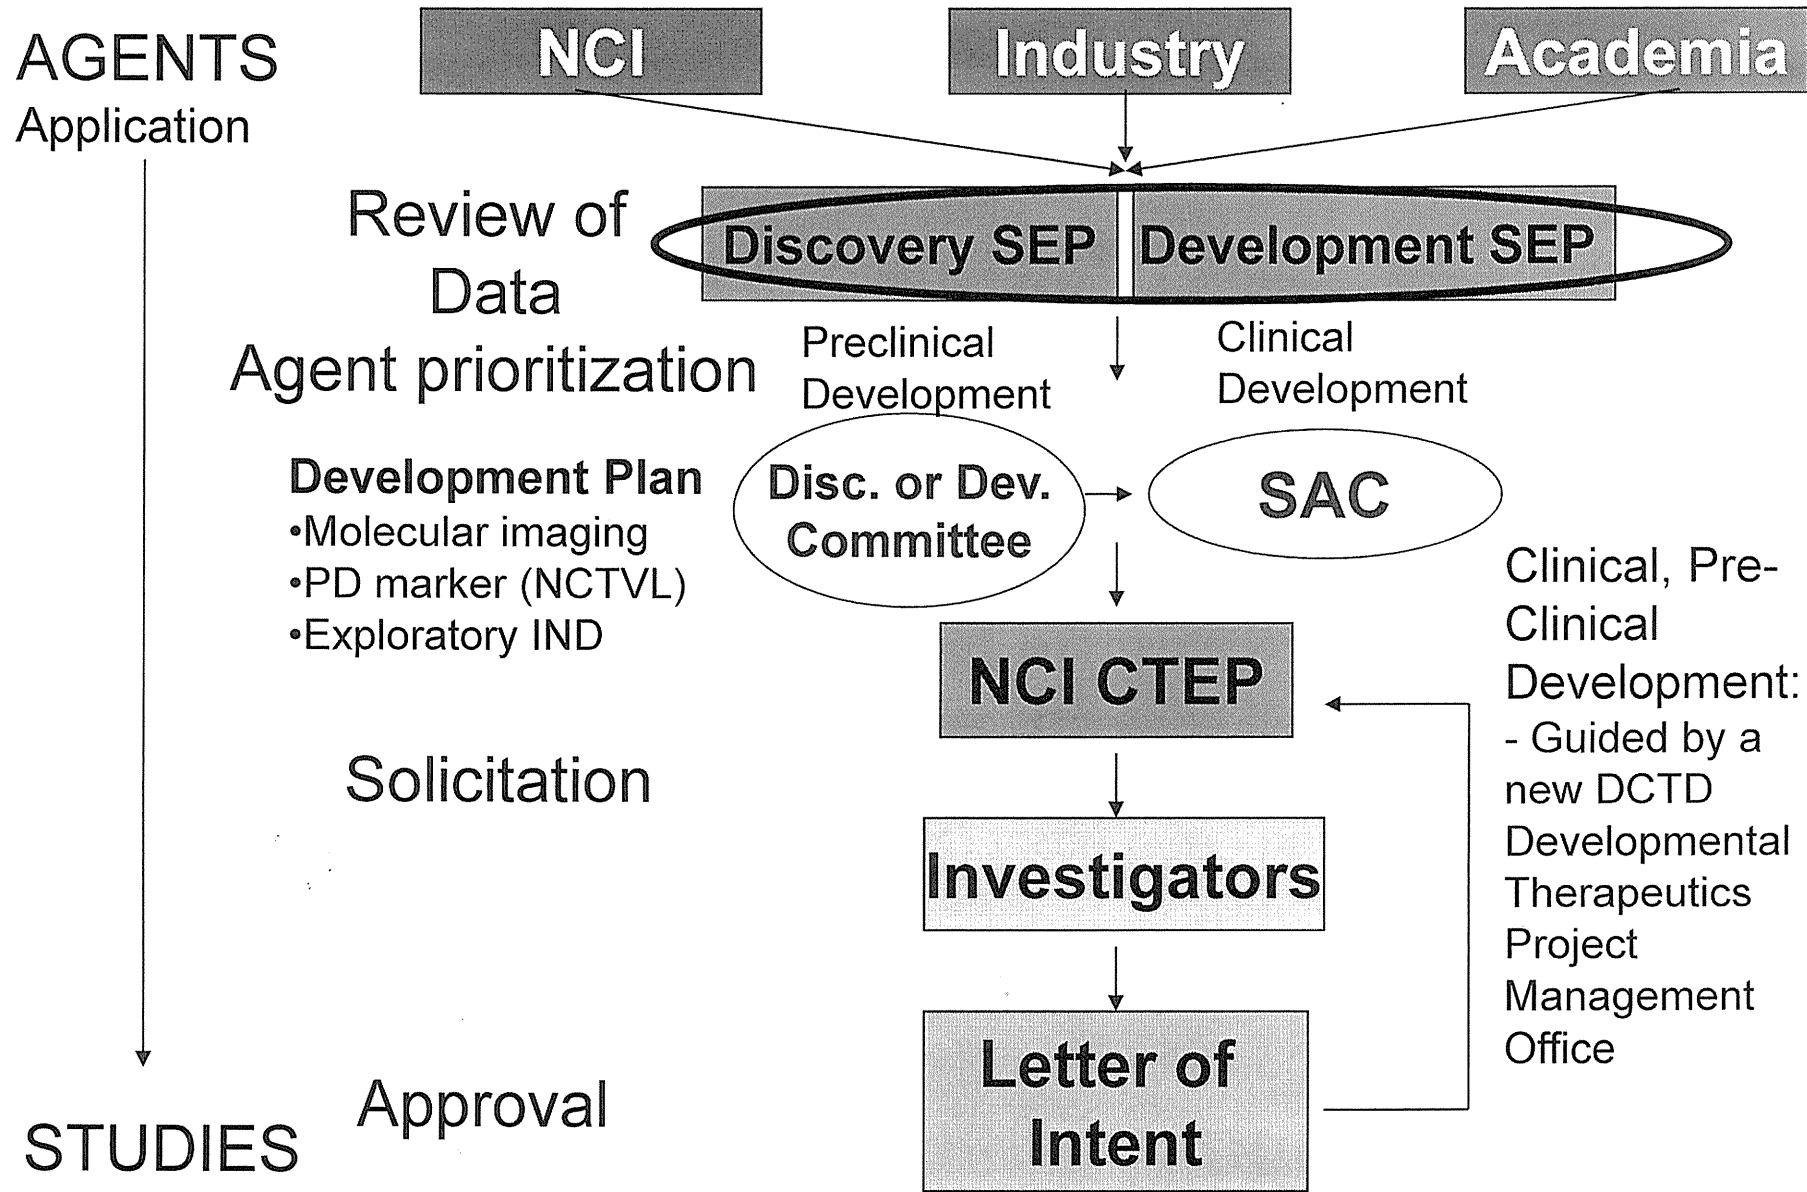 AGENTS
Application
NCI
Industry
Academia
Review of
Data
Agent prioritization
Discovery SEP
Development SEP
Preclinical
Development
Clinical
Development
Development Plan
•Molecular imaging
•PD marker (NCTVL)
•Exploratory IND
Disc. or Dev.
Committee
SAC
Clinical, Pre-
Clinical
Development:
- Guided by a
new DCTD
Developmental
Therapeutics
Project
Management
Office
NCI CTEP
Solicitation
Investigators
Letter of
Intent
Approval
STUDIES